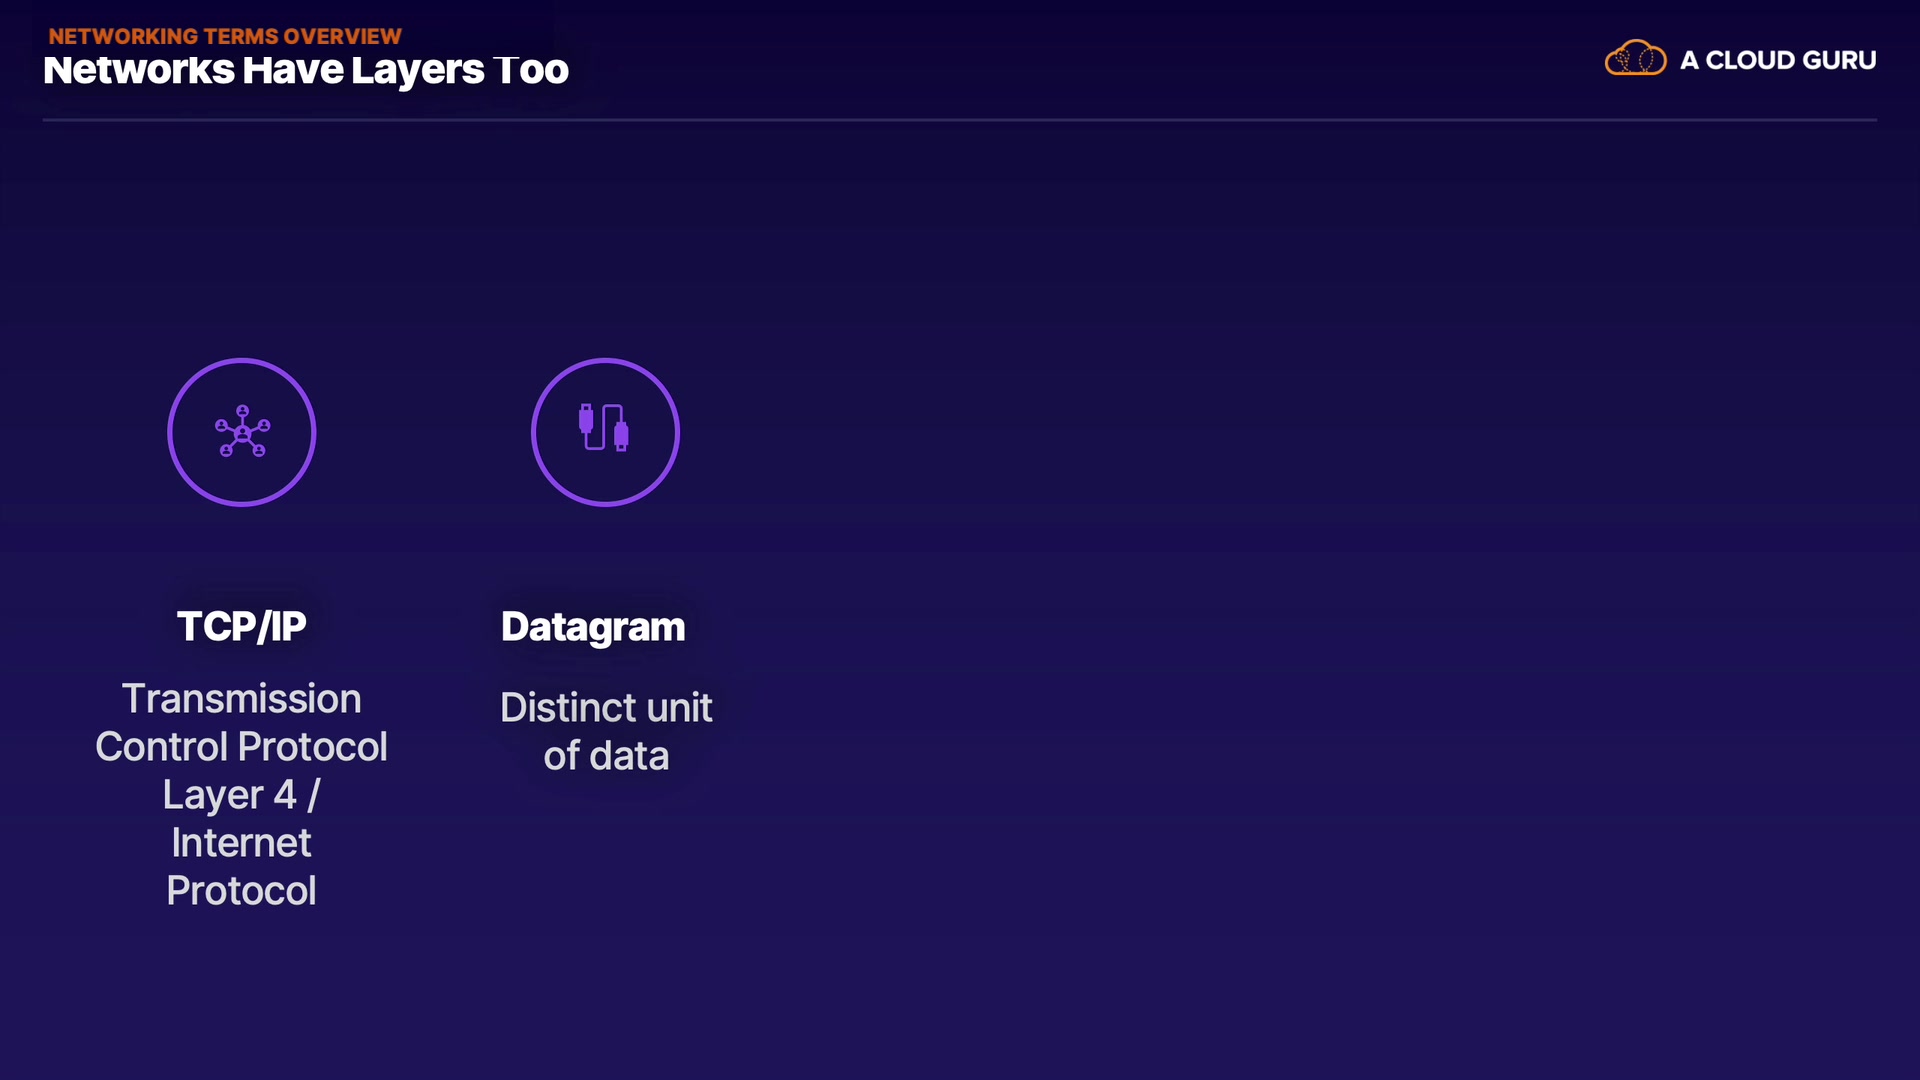 NETWORKING TERMS OVERVIEW
Networks Have Layers Too
A CLOUD GURU
TCP/IP
Transmission
Control Protocol
Layer 4 /
Internet
Protocol
Datagram
Distinct unit
of data